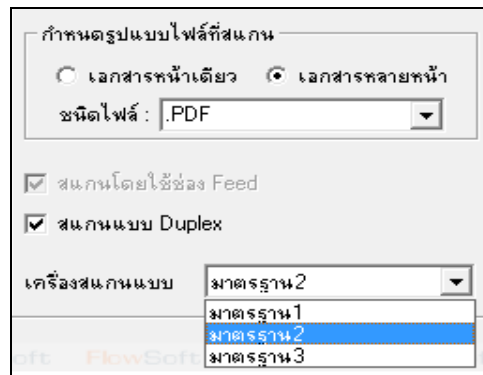 กำหนดรูปแบบไฟล์ที่สแกน
เอกสารหน้าเดียว เอกสารหลายหน้า
ชนิดไฟล์ : .PDF
สแกนโดยใช้ช่อง Feed
สแกนแบบ Duplex
เครื่องสแกนแบบ มาตรฐาน2
มาตรฐาน1
มาตรฐาน2
มาตรฐาน3
oft FlowSoft